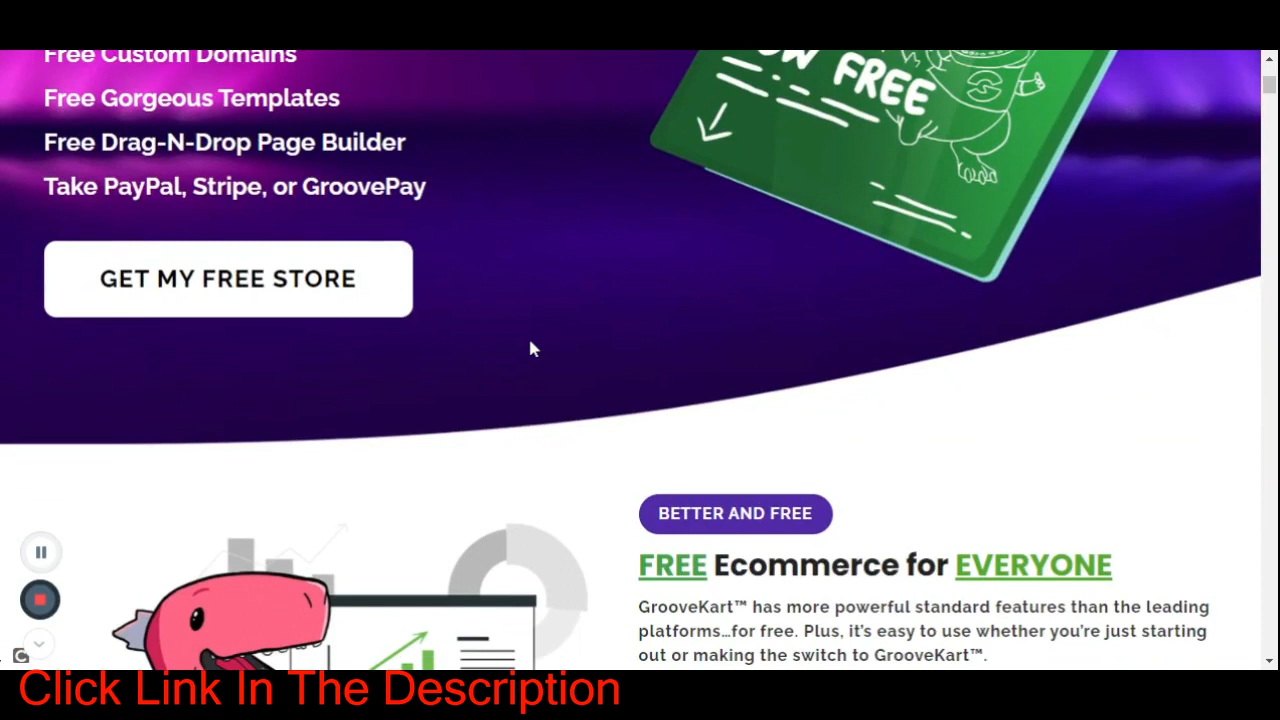 Free Custom Domains
Free Gorgeous Templates
Free Drag-N-Drop Page Builder
Take PayPal, Stripe, or GroovePay
GET MY FREE STORE
ON FREE
BETTER AND FREE
FREE Ecommerce for EVERYONE
GrooveKart™ has more powerful standard features than the leading
platforms...for free. Plus, it's easy to use whether you're just starting
out or making the switch to GrooveKart™.
Click Link In The Description